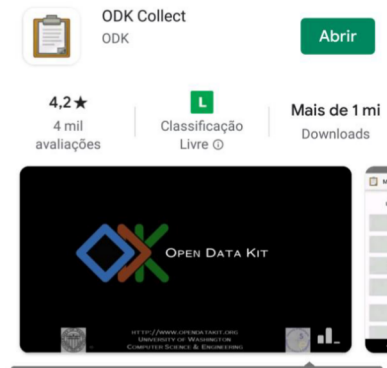 ODK Collect
ODK
Abrir
4,2★
4 mil
avaliações
L
Classificação
Livre ⓘ
Mais de 1 mi
Downloads
OPEN DATA KIT
HTTP://WWW.OPENDATAKIT.ORG
UNIVERSITY OF WASHINGTON
COMPUTER SCIENCE & ENGINEERING